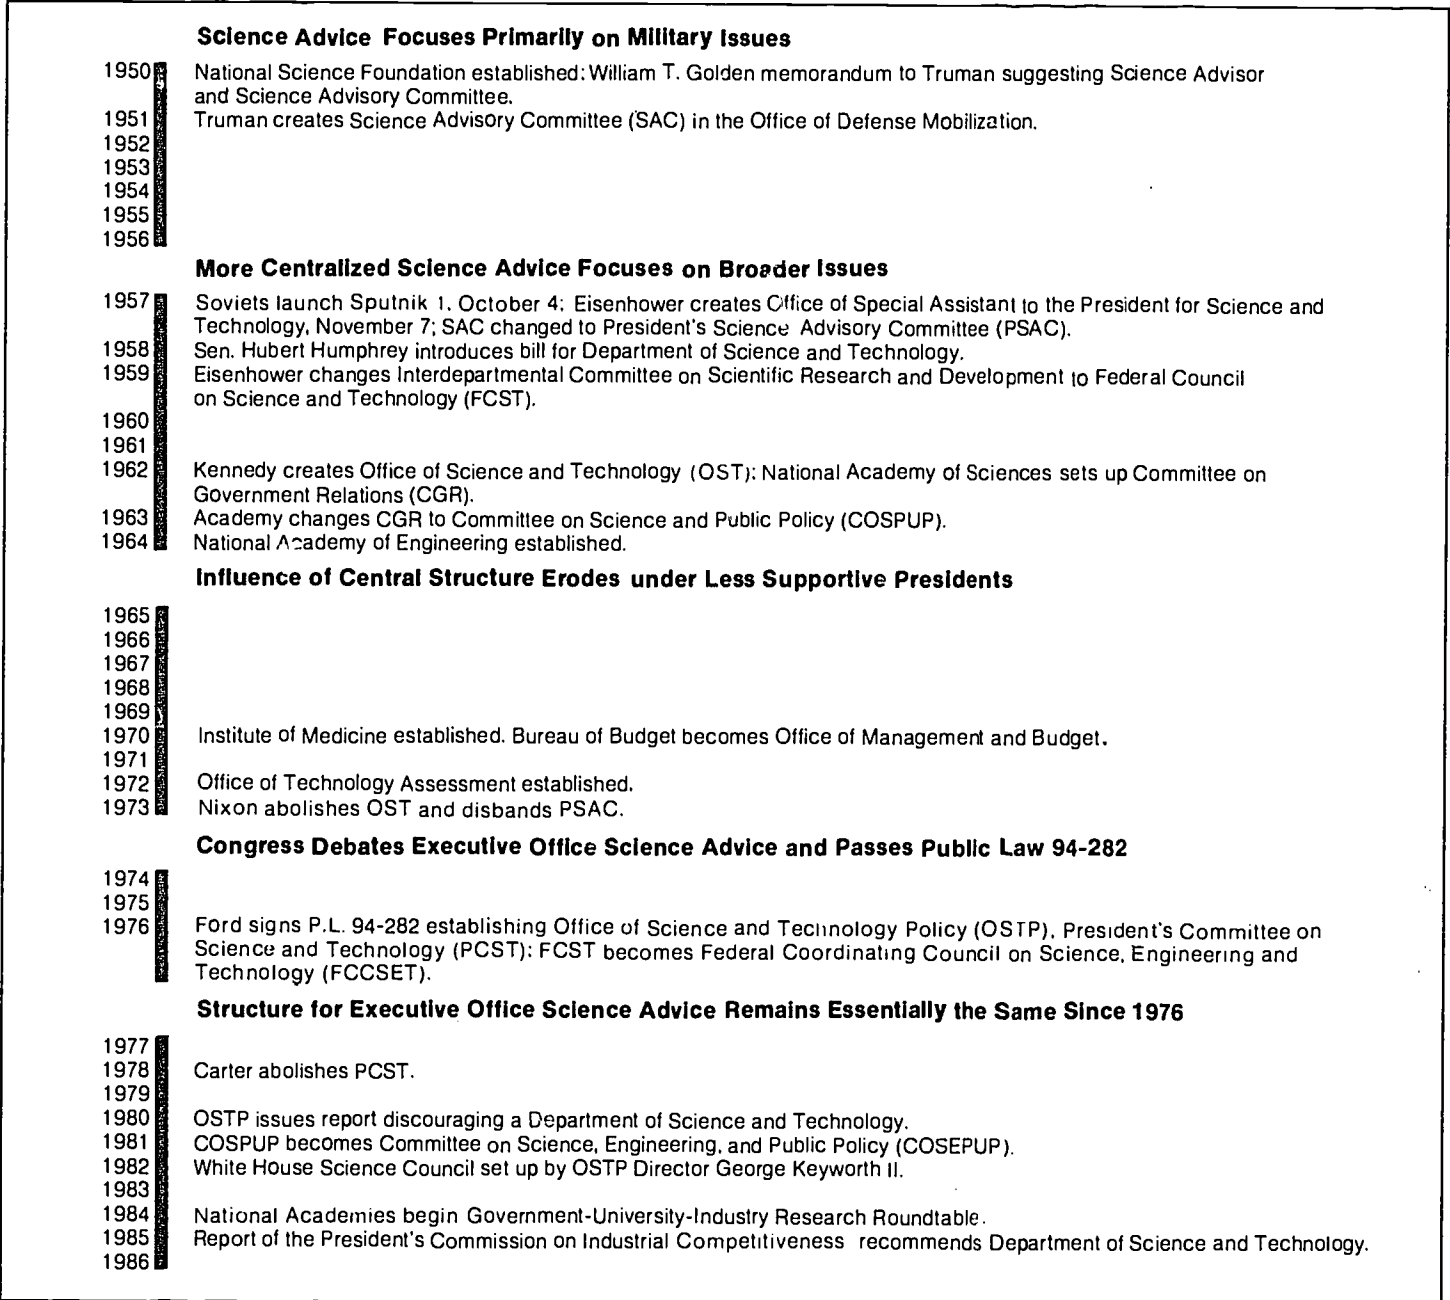 Science Advice Focuses Primarily on Military Issues
1950 National Science Foundation established; William T. Golden memorandum to Truman suggesting Science Advisor
and Science Advisory Committee.
1951 Truman creates Science Advisory Committee (SAC) in the Office of Defense Mobilization.
1952
1953
1954
1955
1956
More Centralized Science Advice Focuses on Broader Issues
1957 Soviets launch Sputnik 1, October 4; Eisenhower creates Office of Special Assistant to the President for Science and
Technology, November 7; SAC changed to President's Science Advisory Committee (PSAC).
1958 Sen. Hubert Humphrey introduces bill for Department of Science and Technology.
1959 Eisenhower changes Interdepartmental Committee on Scientific Research and Development to Federal Council
on Science and Technology (FCST).
1960
1961
1962 Kennedy creates Office of Science and Technology (OST); National Academy of Sciences sets up Committee on
Government Relations (CGR).
1963 Academy changes CGR to Committee on Science and Public Policy (COSPUP).
1964 National Academy of Engineering established.
Influence of Central Structure Erodes under Less Supportive Presidents
1965
1966
1967
1968
1969
1970 Institute of Medicine established. Bureau of Budget becomes Office of Management and Budget.
1971
1972 Office of Technology Assessment established.
1973 Nixon abolishes OST and disbands PSAC.
Congress Debates Executive Office Science Advice and Passes Public Law 94-282
1974
1975
1976 Ford signs P.L. 94-282 establishing Office of Science and Technology Policy (OSTP), President's Committee on
Science and Technology (PCST); FCST becomes Federal Coordinating Council on Science, Engineering and
Technology (FCCSET).
Structure for Executive Office Science Advice Remains Essentially the Same Since 1976
1977
1978 Carter abolishes PCST.
1979
1980 OSTP issues report discouraging a Department of Science and Technology.
1981 COSPUP becomes Committee on Science, Engineering, and Public Policy (COSEPUP).
1982 White House Science Council set up by OSTP Director George Keyworth II.
1983
1984 National Academies begin Government-University-Industry Research Roundtable.
1985 Report of the President's Commission on Industrial Competitiveness recommends Department of Science and Technology.
1986